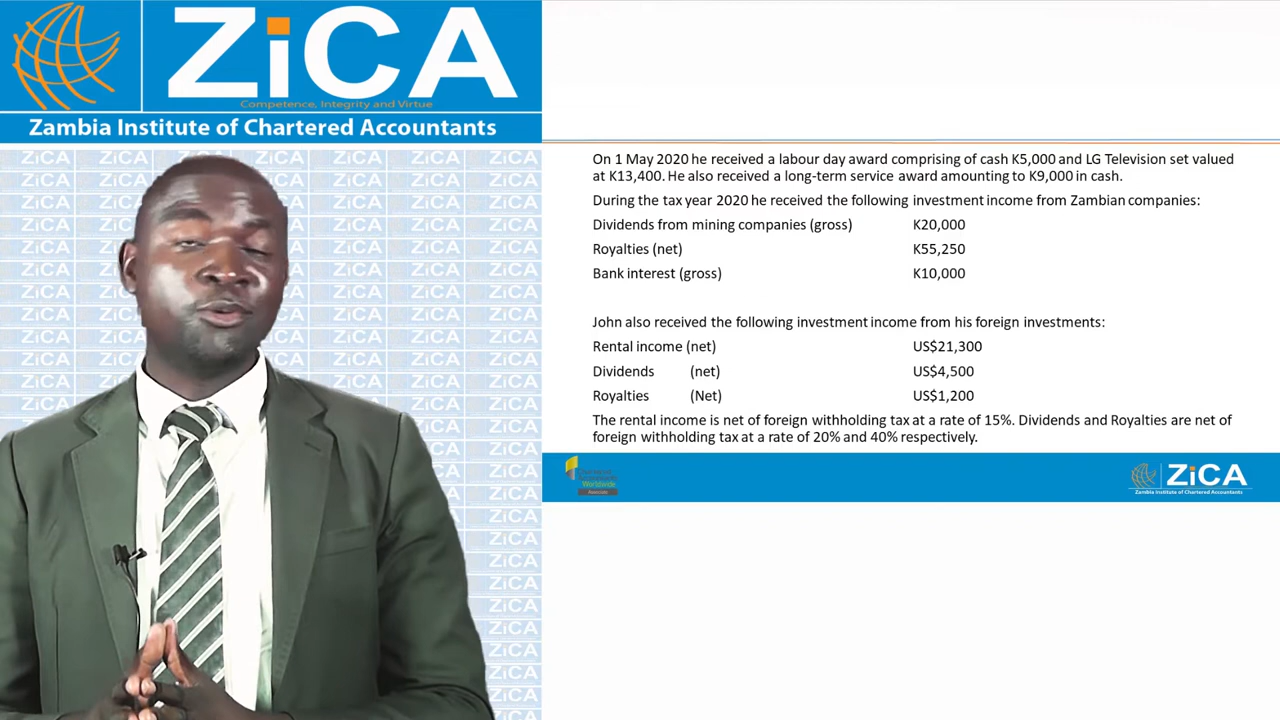 ZiCA
Competence, Integrity and Virtue
Zambia Institute of Chartered Accountants
On 1 May 2020 he received a labour day award comprising of cash K5,000 and LG Television set valued
at K13,400. He also received a long-term service award amounting to K9,000 in cash.
During the tax year 2020 he received the following investment income from Zambian companies:
Dividends from mining companies (gross) K20,000
Royalties (net) K55,250
Bank interest (gross) K10,000
John also received the following investment income from his foreign investments:
Rental income (net) US$21,300
Dividends (net) US$4,500
Royalties (Net) US$1,200
The rental income is net of foreign withholding tax at a rate of 15%. Dividends and Royalties are net of
foreign withholding tax at a rate of 20% and 40% respectively.
Worldwide
ZiCA
Zambia Institute of Chartered Accountants